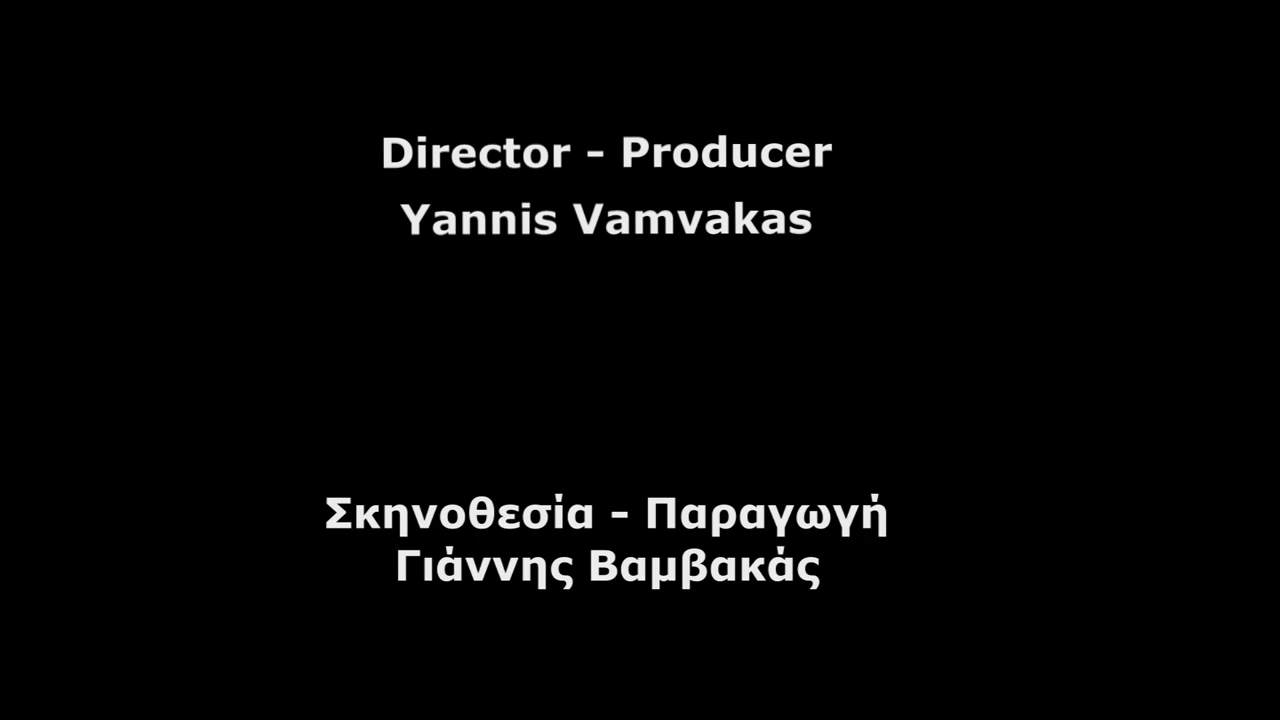 Director - Producer
Yannis Vamvakas
Σκηνοθεσία - Παραγωγή
Γιάννης Βαμβακάς